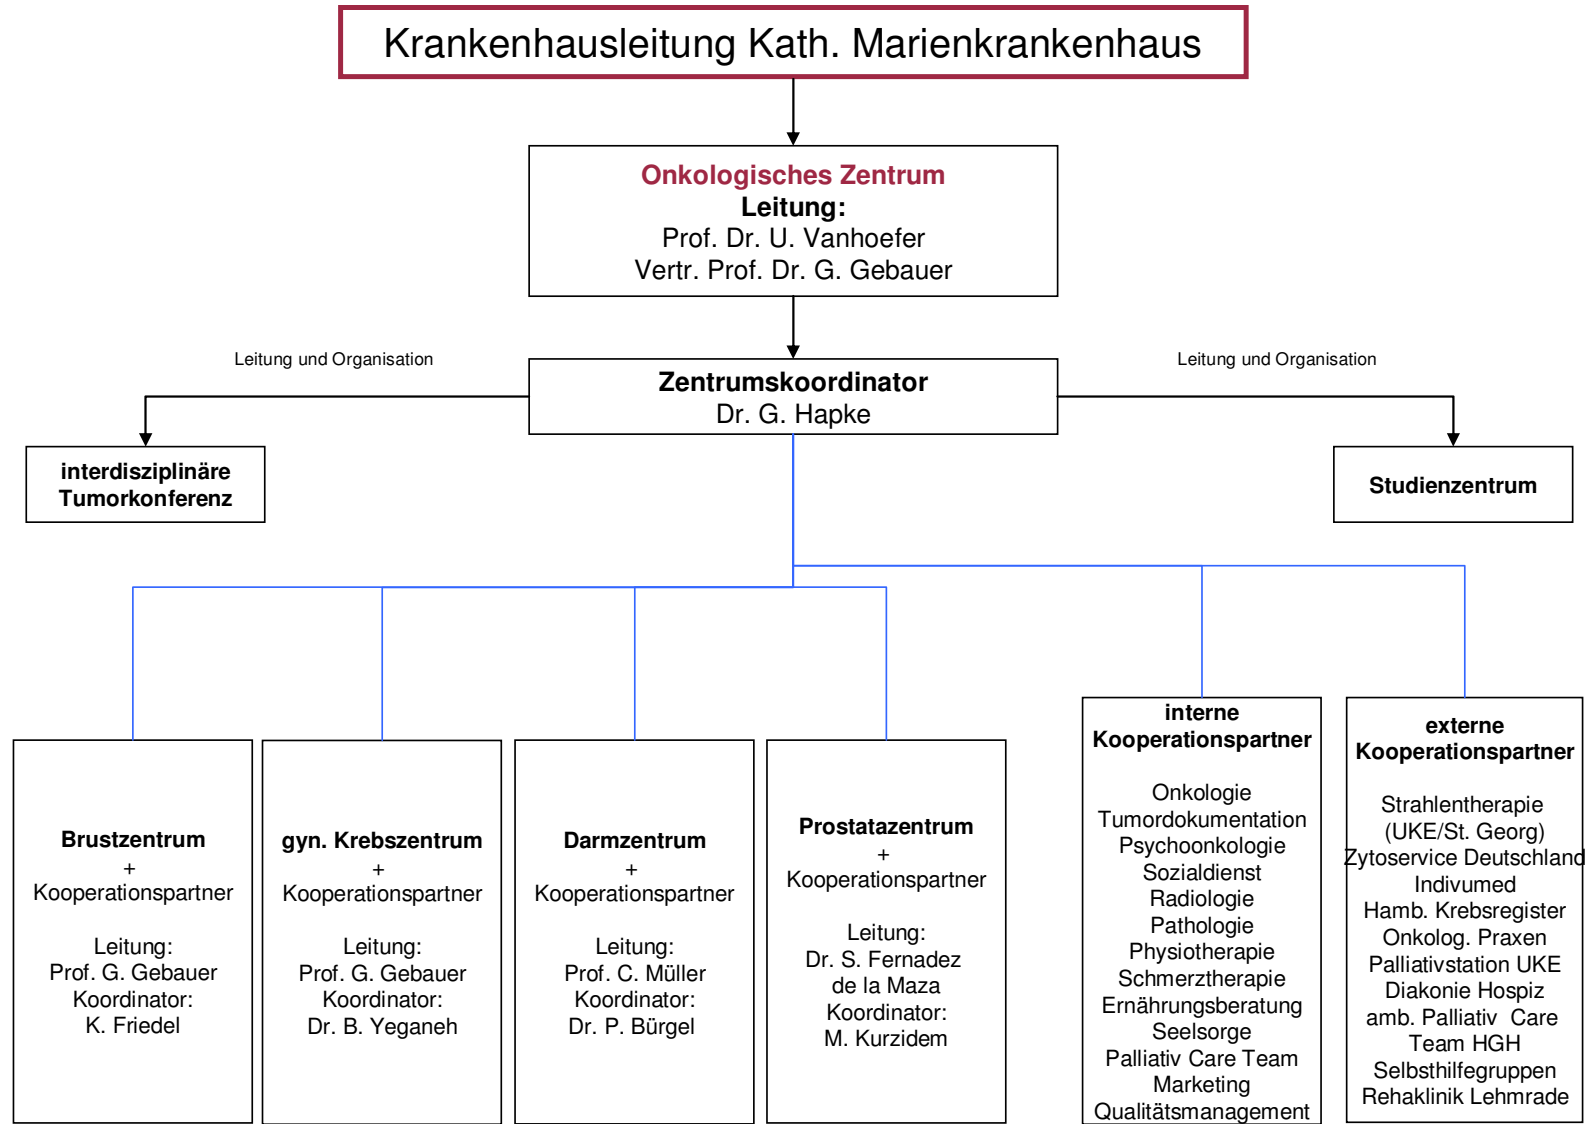 Krankenhausleitung Kath. Marienkrankenhaus
Onkologisches Zentrum
Leitung:
Prof. Dr. U. Vanhoefer
Vertr. Prof. Dr. G. Gebauer
Leitung und Organisation
Leitung und Organisation
Zentrumskoordinator
Dr. G. Hapke
interdisziplinäre
Tumorkonferenz
Studienzentrum
Brustzentrum
+
Kooperationspartner
Leitung:
Prof. G. Gebauer
Koordinator:
K. Friedel
gyn. Krebszentrum
+
Kooperationspartner
Leitung:
Prof. G. Gebauer
Koordinator:
Dr. B. Yeganeh
Darmzentrum
+
Kooperationspartner
Leitung:
Prof. C. Müller
Koordinator:
Dr. P. Bürgel
Prostatazentrum
+
Kooperationspartner
Leitung:
Dr. S. Fernadez
de la Maza
Koordinator:
M. Kurzidem
interne
Kooperationspartner
Onkologie
Tumordokumentation
Psychoonkologie
Sozialdienst
Radiologie
Pathologie
Physiotherapie
Schmerztherapie
Ernährungsberatung
Seelsorge
Palliativ Care Team
Marketing
Qualitätsmanagement
externe
Kooperationspartner
Strahlentherapie
(UKE/St. Georg)
Zytoservice Deutschland
Indivumed
Hamb. Krebsregister
Onkolog. Praxen
Palliativstation UKE
Diakonie Hospiz
amb. Palliativ Care
Team HGH
Selbsthilfegruppen
Rehaklinik Lehmrade